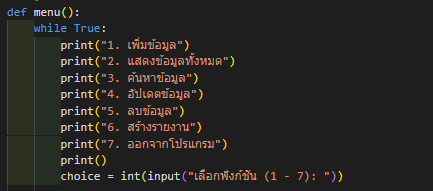 def menu():
    while True:
        print("1. เพิ่มข้อมูล")
        print("2. แสดงข้อมูลทั้งหมด")
        print("3. ค้นหาข้อมูล")
        print("4. อัปเดตข้อมูล")
        print("5. ลบข้อมูล")
        print("6. สร้างรายงาน")
        print("7. ออกจากโปรแกรม")
        print()
        choice = int(input("เลือกฟังก์ชัน (1 - 7): "))